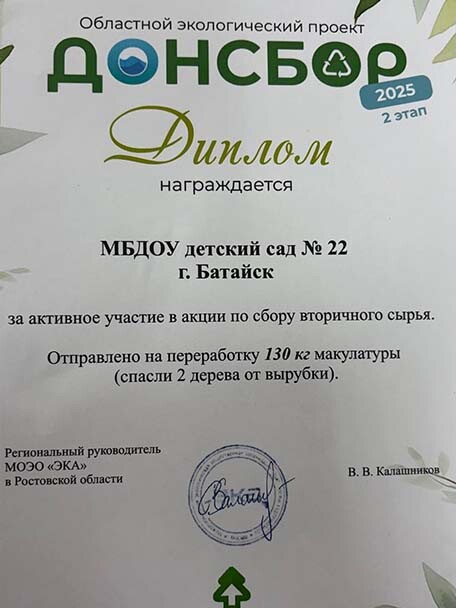 Областной экологический проект
ДОНСБОР
2025
2 этап
Диплом
награждается
МБДОУ детский сад № 22
г. Батайск
за активное участие в акции по сбору вторичного сырья.
Отправлено на переработку 130 кг макулатуры
(спасли 2 дерева от вырубки).
Региональный руководитель
МОЭО «ЭКА»
в Ростовской области
В. В. Калашников